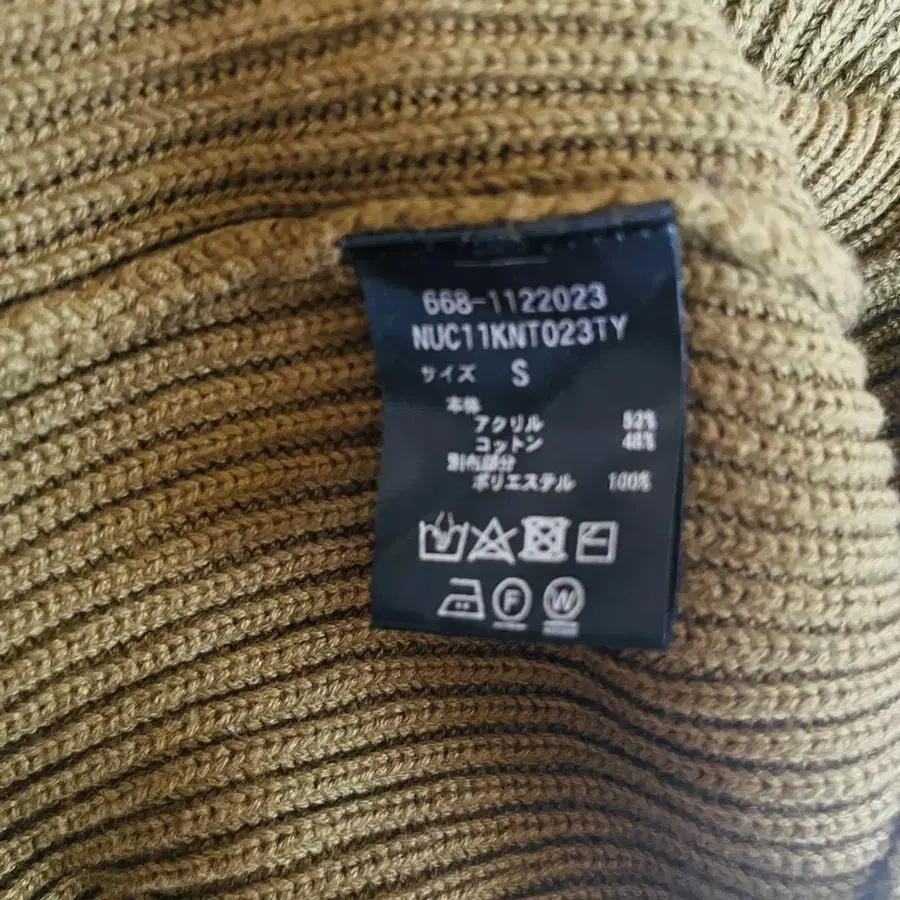 668-1122023
NUC11KNT023TY
サイズ S
本体
アクリル 52%
コットン 48%
別布部分
ポリエステル 100%
F W